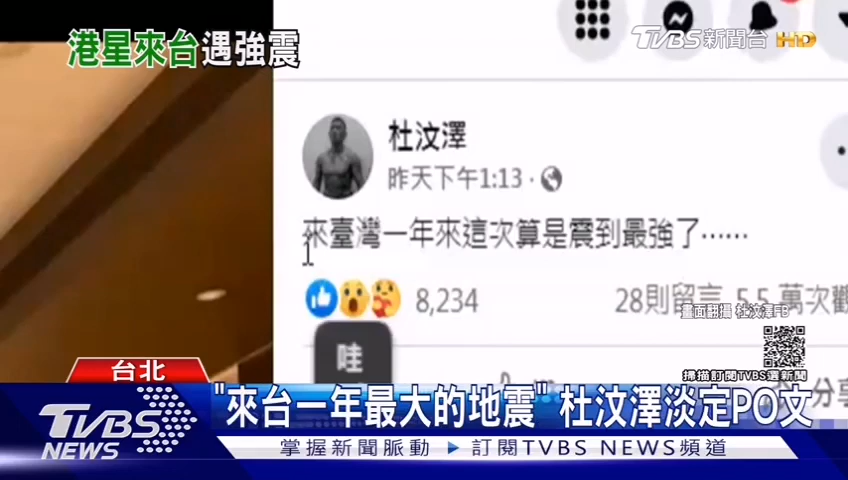 港星來台遇強震
TVBS新聞台 HD
杜汶澤
昨天下午1:13
來臺灣一年來這次算是震到最強了……
8,234
28則留言 5.5 萬次觀
畫面翻攝 杜汶澤FB
哇
掃描訂閱TVBS選新聞
分享
台北
"來台一年最大的地震" 杜汶澤淡定PO文
TVBS
NEWS
掌握新聞脈動 ▶ 訂閱TVBS NEWS頻道